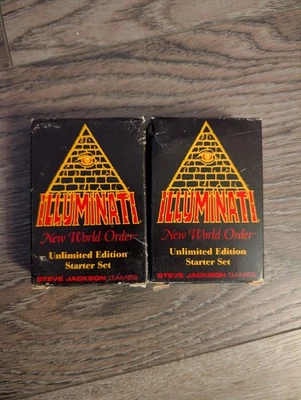 ILLUMINATI
New World Order
Unlimited Edition
Starter Set
STEVE JACKSON GAMES
ILLUMINATI
New World Order
Unlimited Edition
Starter Set
STEVE JACKSON GAMES